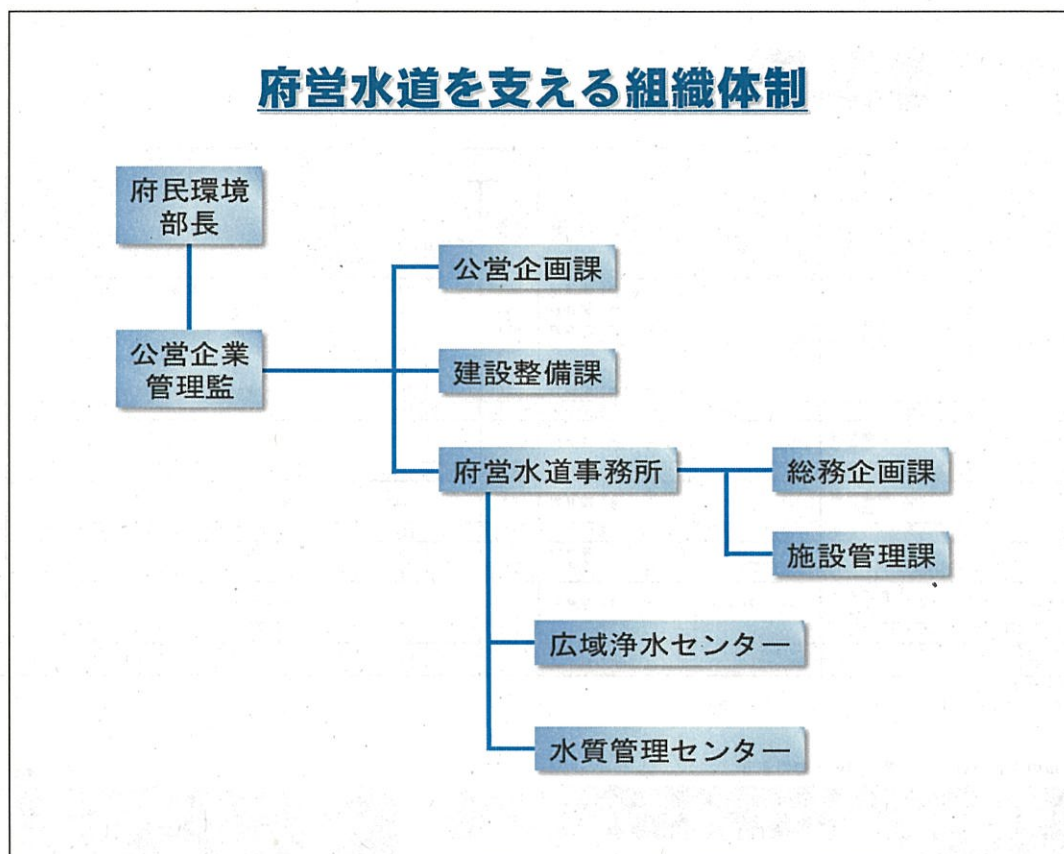 府営水道を支える組織体制
府民環境
部長
公営企画課
公営企業
管理監
建設整備課
府営水道事務所
総務企画課
施設管理課
広域浄水センター
水質管理センター